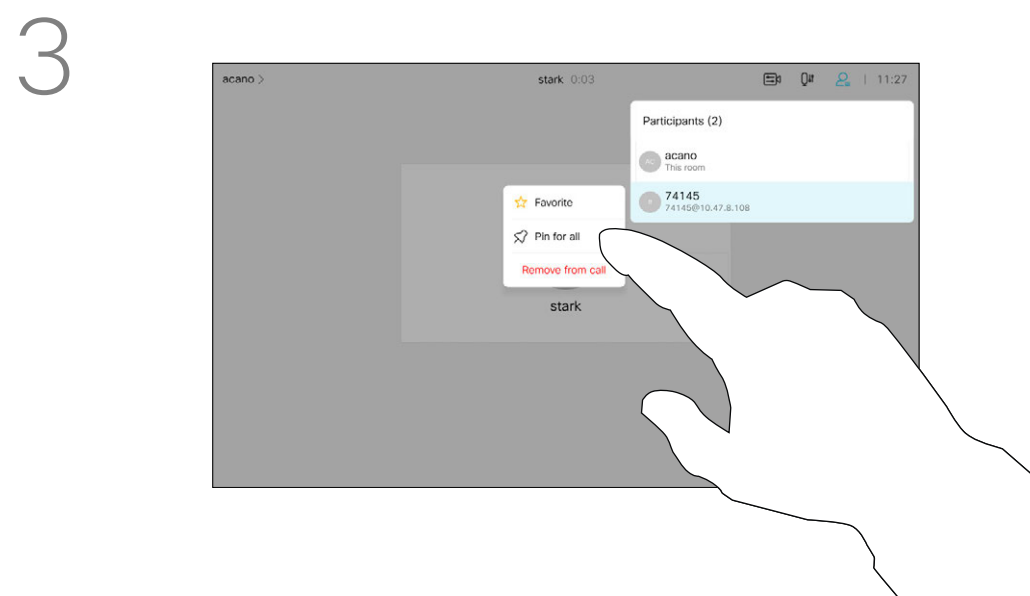 3
acano >
stark 0:03
11:27
Participants (2)
AC
acano
This room
74145
74145@10.47.8.108
Favorite
Pin for all
Remove from call
stark